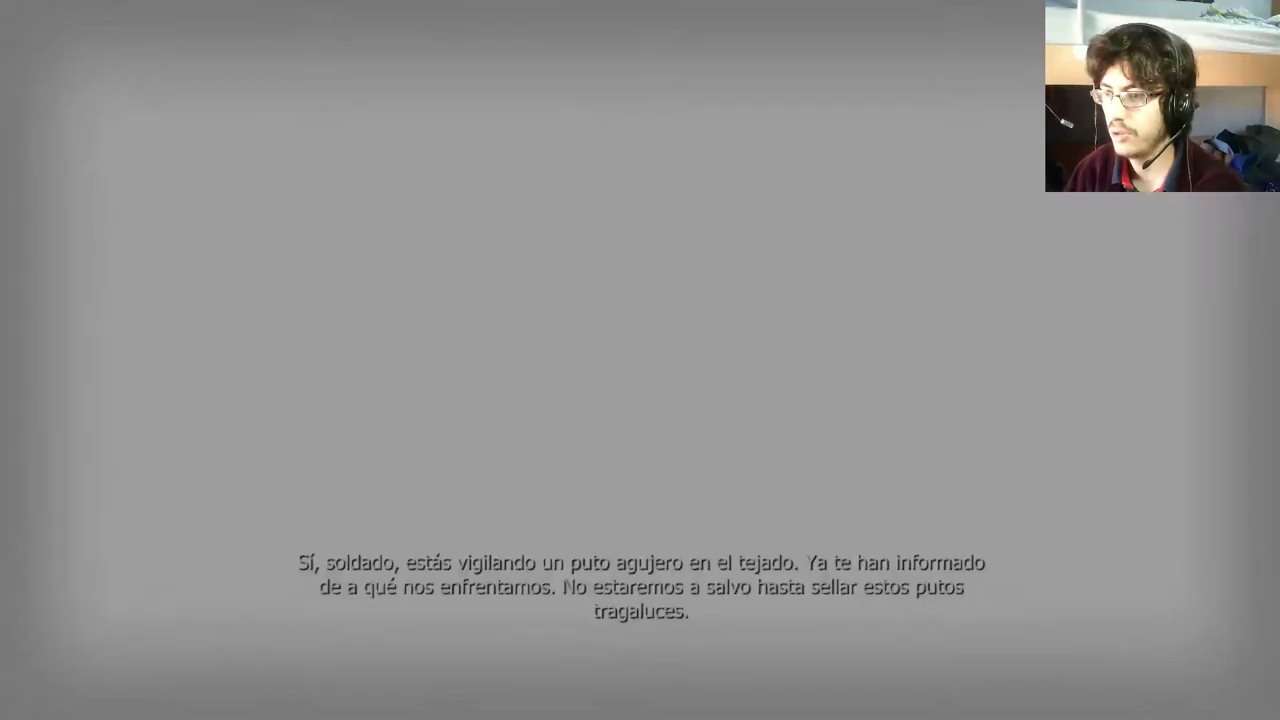 Sí, soldado, estás vigilando un puto agujero en el tejado. Ya te han informado
de a qué nos enfrentamos. No estaremos a salvo hasta sellar estos putos
tragaluces.